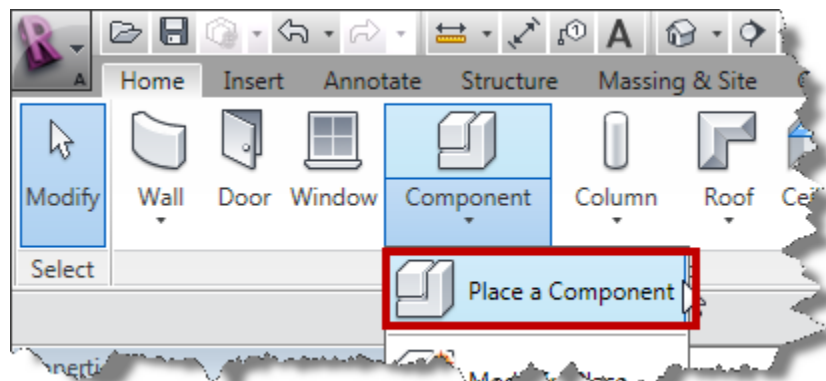 R A
A
Home Insert Annotate Structure Massing & Site
Modify Wall Door Window Component Column Roof
Select
Place a Component